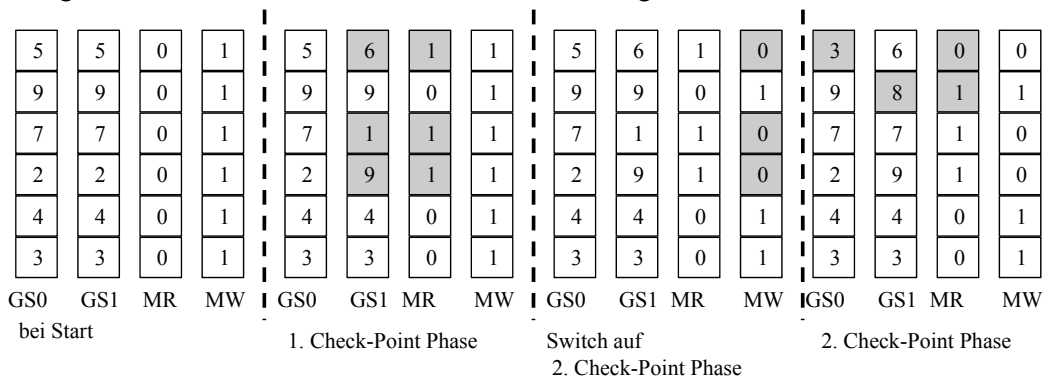 5 5 0 1 5 6 1 1 5 6 1 0 3 6 0 0
9 9 0 1 9 9 0 1 9 9 0 1 9 8 1 1
7 7 0 1 7 1 1 1 7 1 1 0 7 7 1 0
2 2 0 1 2 9 1 1 2 9 1 0 2 9 1 0
4 4 0 1 4 4 0 1 4 4 0 1 4 4 0 1
3 3 0 1 3 3 0 1 3 3 0 1 3 3 0 1
GS0 GS1 MR MW GS0 GS1 MR MW GS0 GS1 MR MW GS0 GS1 MR MW
bei Start
1. Check-Point Phase
Switch auf
2. Check-Point Phase
2. Check-Point Phase